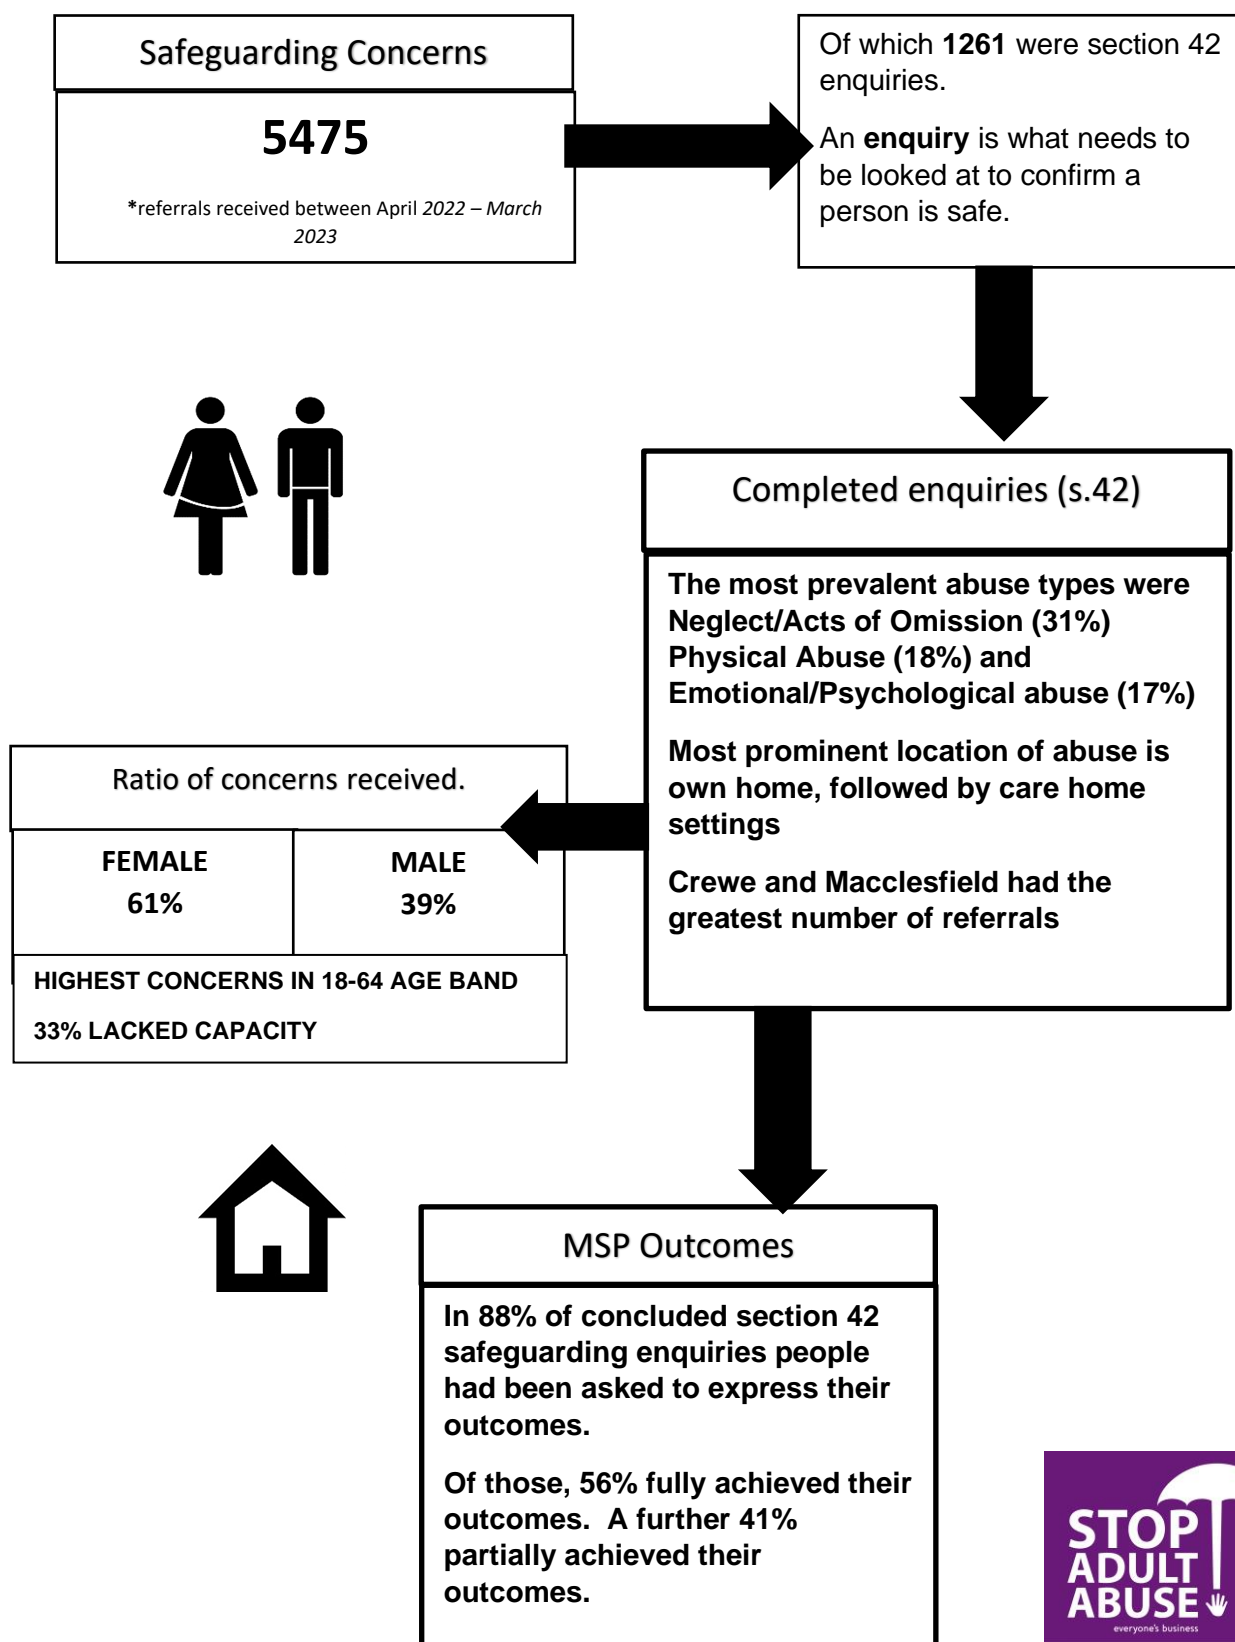 Safeguarding Concerns
5475
*referrals received between April 2022 – March
2023
Of which 1261 were section 42
enquiries.
An enquiry is what needs to
be looked at to confirm a
person is safe.
Completed enquiries (s.42)
The most prevalent abuse types were
Neglect/Acts of Omission (31%)
Physical Abuse (18%) and
Emotional/Psychological abuse (17%)
Most prominent location of abuse is
own home, followed by care home
settings
Crewe and Macclesfield had the
greatest number of referrals
Ratio of concerns received.
FEMALE
61%
MALE
39%
HIGHEST CONCERNS IN 18-64 AGE BAND
33% LACKED CAPACITY
MSP Outcomes
In 88% of concluded section 42
safeguarding enquiries people
had been asked to express their
outcomes.
Of those, 56% fully achieved their
outcomes.  A further 41%
partially achieved their
outcomes.
STOP
ADULT
ABUSE
everyone's business